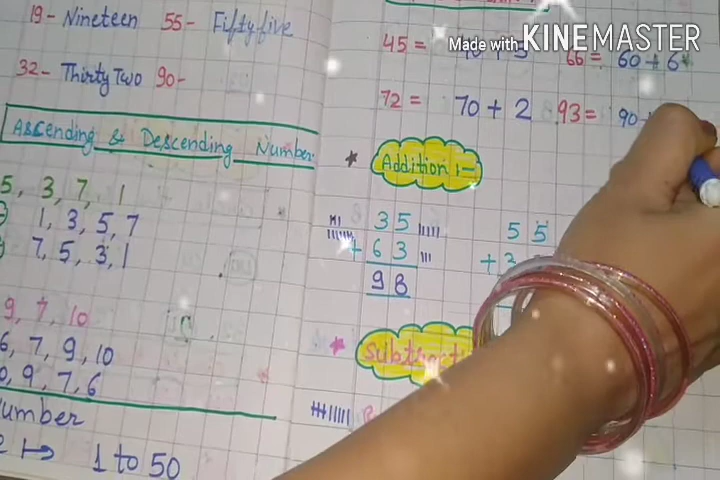 19- Nineteen 55- Fifty five
32- Thirty Two 90-
Ascending & Descending Number
5, 3, 7, 1
1, 3, 5, 7
7, 5, 3, 1
9, 7, 10
6, 7, 9, 10
9, 7, 6
umber
1 to 50
45 =
66 = 60 + 6
72 = 70 + 2 93 = 90
Addition :-
35
+ 63
98
55
+
Made with KINEMASTER